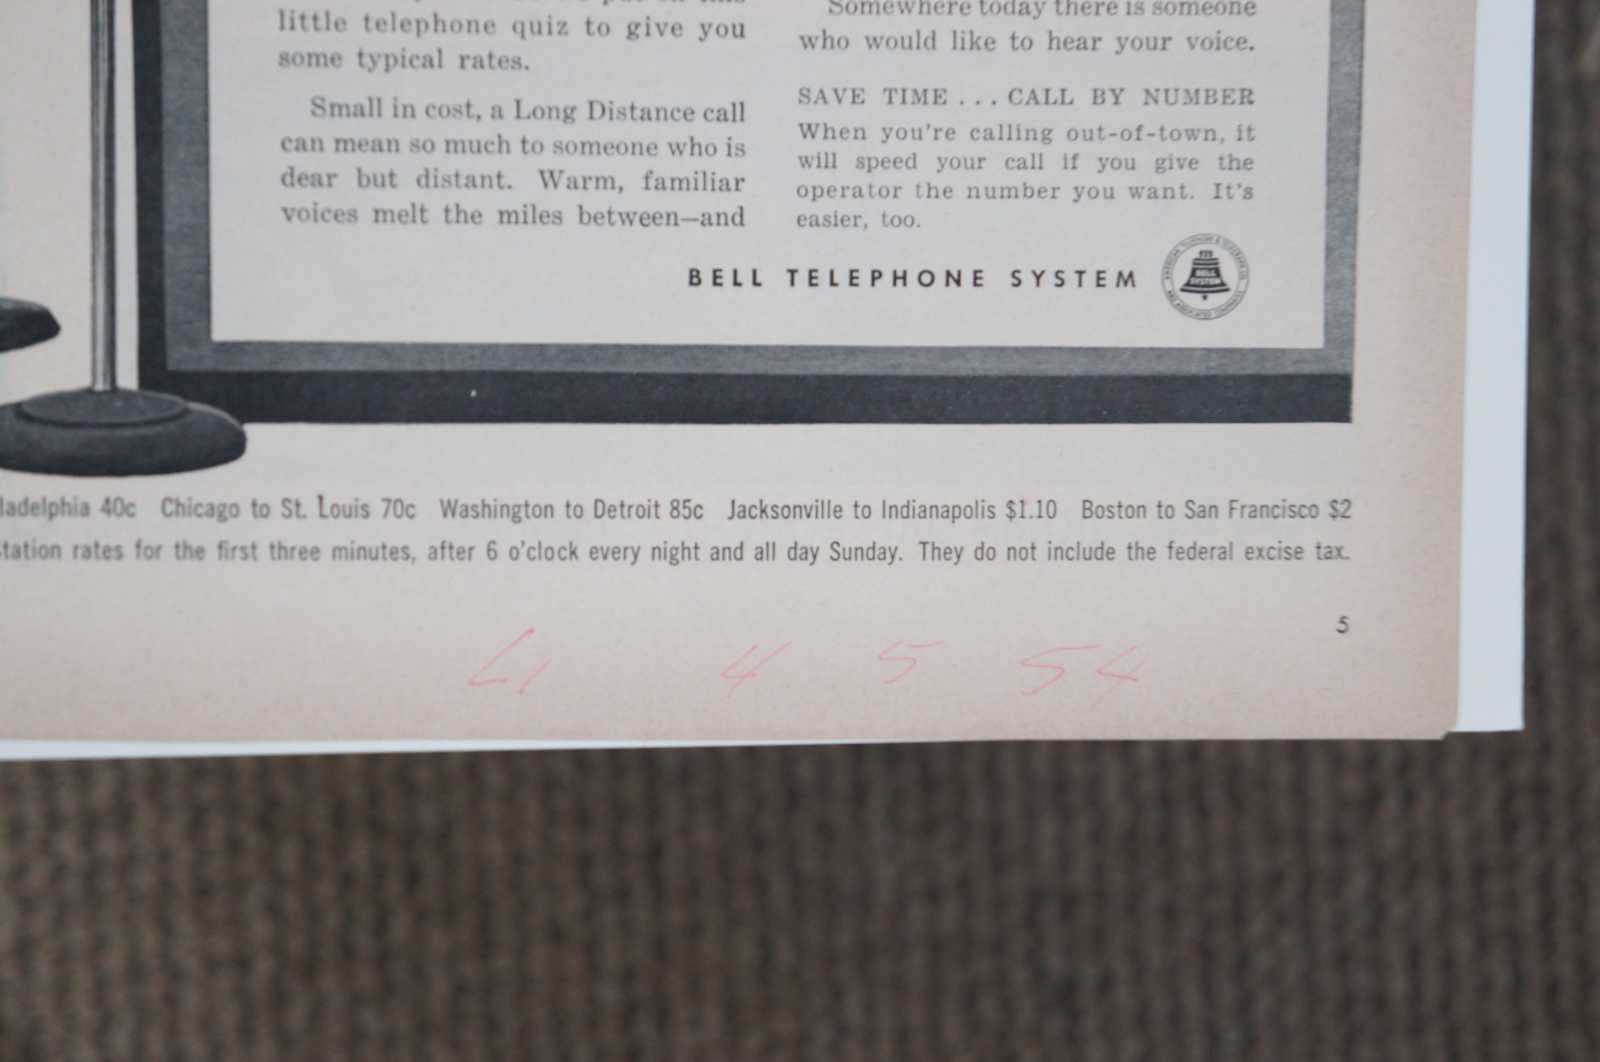 little telephone quiz to give you
some typical rates.
Small in cost, a Long Distance call
can mean so much to someone who is
dear but distant. Warm, familiar
voices melt the miles between—and
Somewhere today there is someone
who would like to hear your voice.
SAVE TIME . . . CALL BY NUMBER
When you're calling out-of-town, it
will speed your call if you give the
operator the number you want. It's
easier, too.
BELL TELEPHONE SYSTEM
BELL
SYSTEM
ladelphia 40c Chicago to St. Louis 70c Washington to Detroit 85c Jacksonville to Indianapolis $1.10 Boston to San Francisco $2
tation rates for the first three minutes, after 6 o'clock every night and all day Sunday. They do not include the federal excise tax.
5
4 5 54